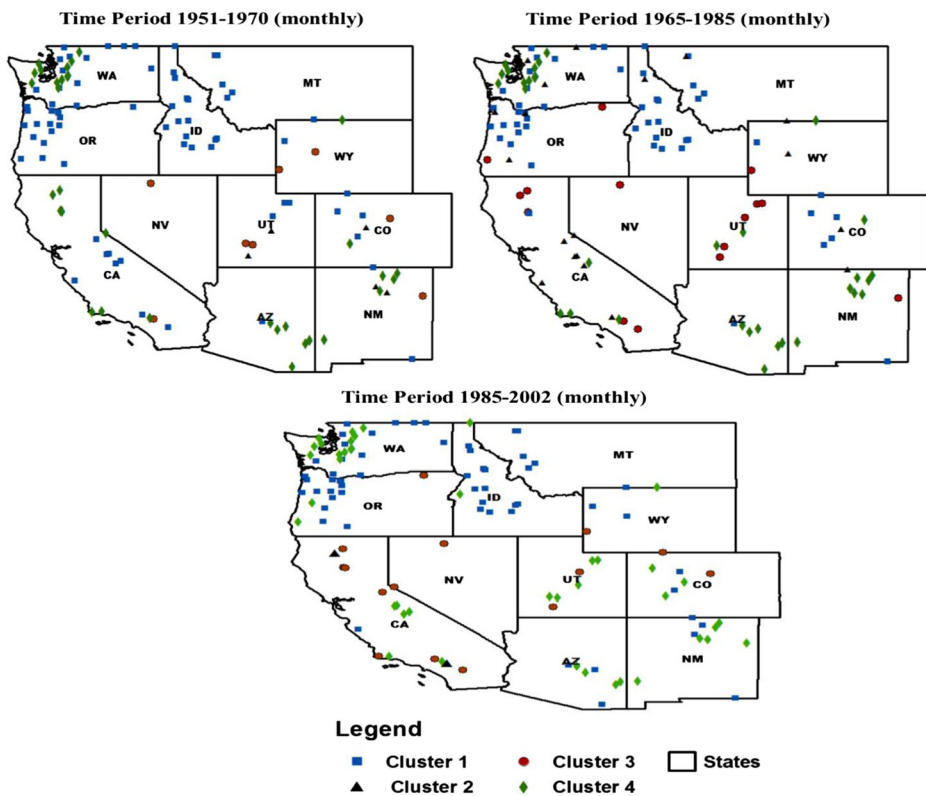 Time Period 1951-1970 (monthly)
WA
MT
OR
ID
WY
NV
UT
CO
CA
AZ
NM
Time Period 1965-1985 (monthly)
WA
MT
OR
ID
WY
NV
UT
CO
CA
AZ
NM
Time Period 1985-2002 (monthly)
WA
MT
OR
ID
WY
NV
UT
CO
CA
AZ
NM
Legend
Cluster 1
Cluster 3
States
Cluster 2
Cluster 4